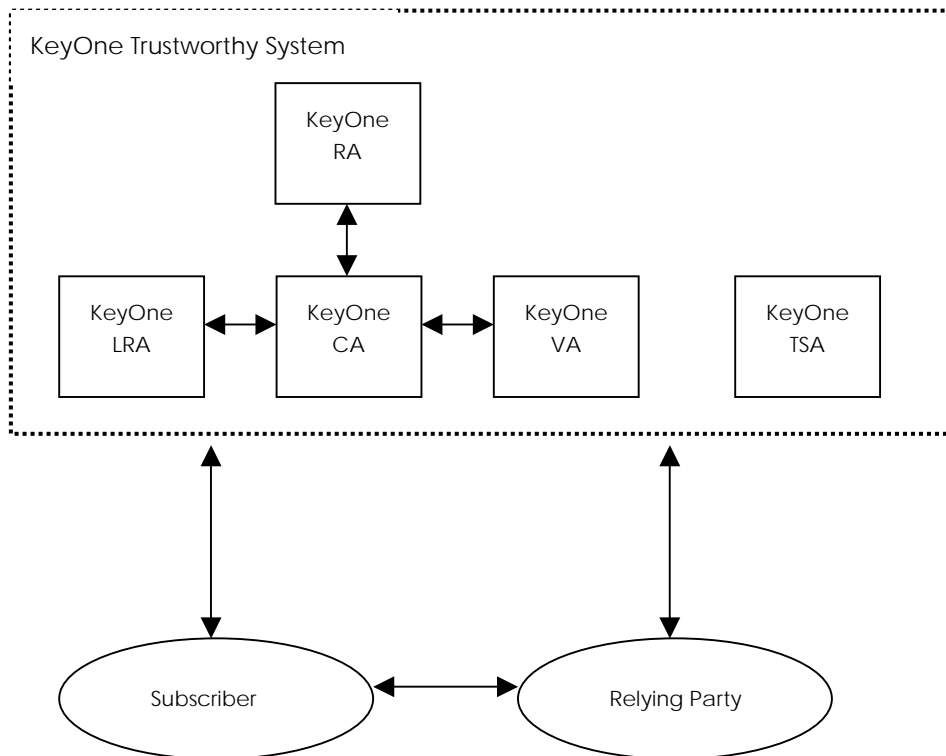 KeyOne Trustworthy System
KeyOne
RA
KeyOne
LRA
KeyOne
CA
KeyOne
VA
KeyOne
TSA
Subscriber
Relying Party